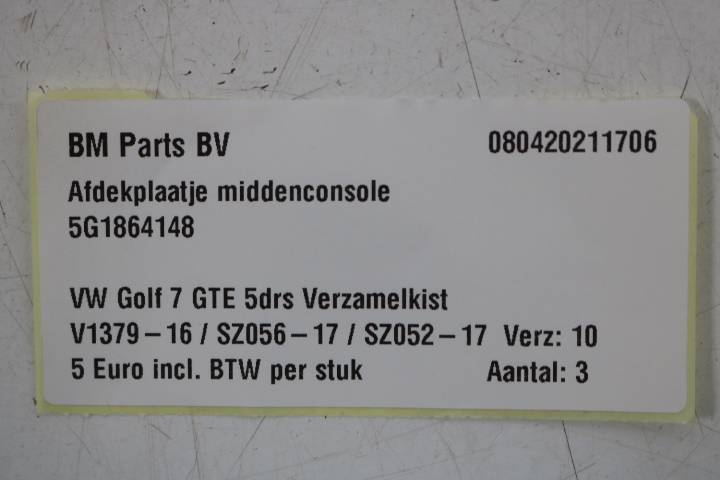 BM Parts BV 080420211706
Afdekplaatje middenconsole
5G1864148
VW Golf 7 GTE 5drs Verzamelkist
V1379-16 / SZ056-17 / SZ052-17 Verz: 10
5 Euro incl. BTW per stuk Aantal: 3